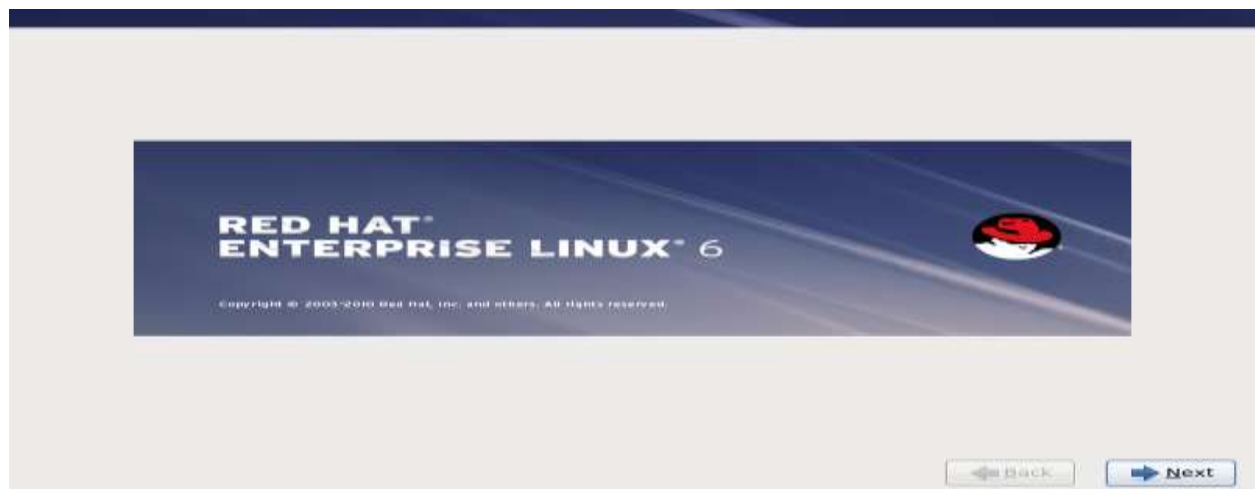 RED HAT®
ENTERPRISE LINUX® 6
Copyright © 2003-2010 Red Hat, Inc. and others. All rights reserved.
Back
Next